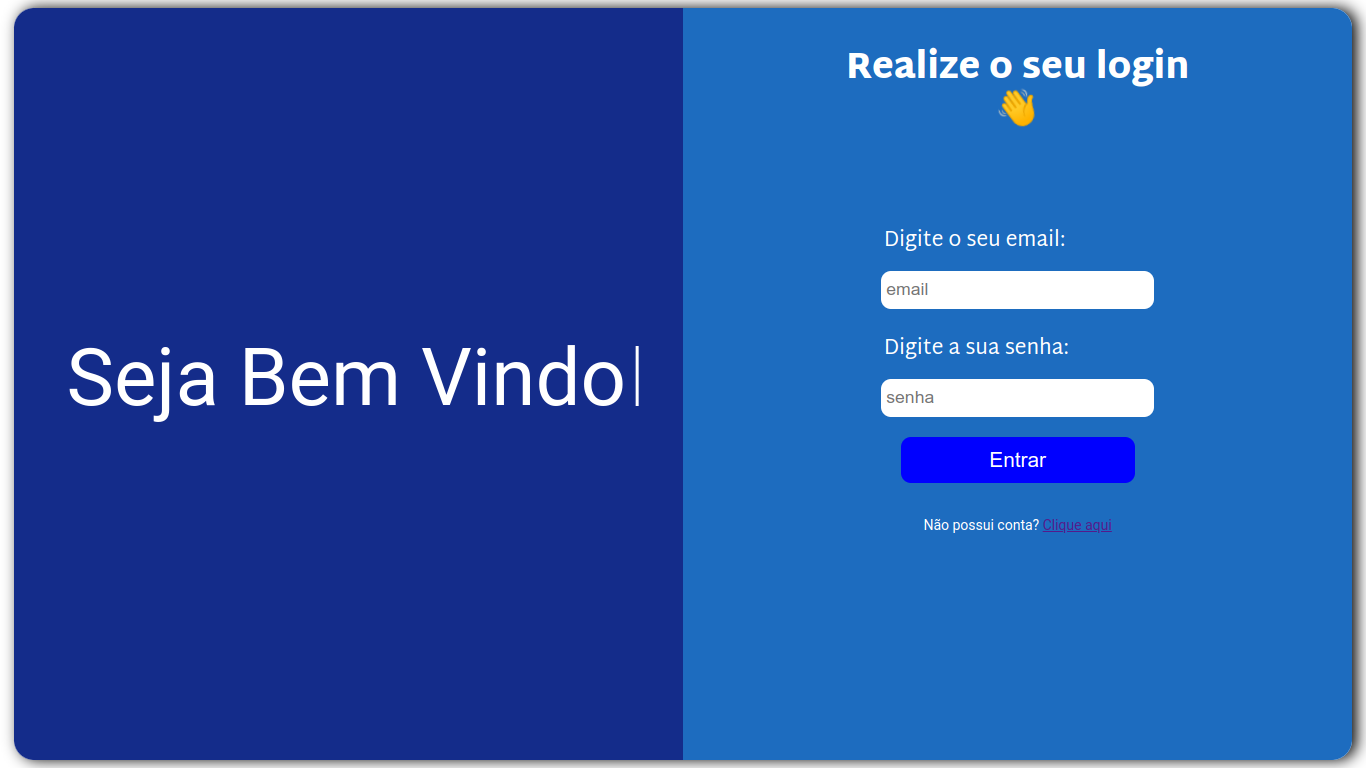 Seja Bem Vindo|
Realize o seu login
👋
Digite o seu email:
email
Digite a sua senha:
senha
Entrar
Não possui conta? Clique aqui